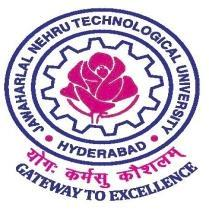 JAWAHARLAL NEHRU TECHNOLOGICAL UNIVERSITY
• HYDERABAD •
योगः कर्मसु कौशलम्
GATEWAY TO EXCELLENCE